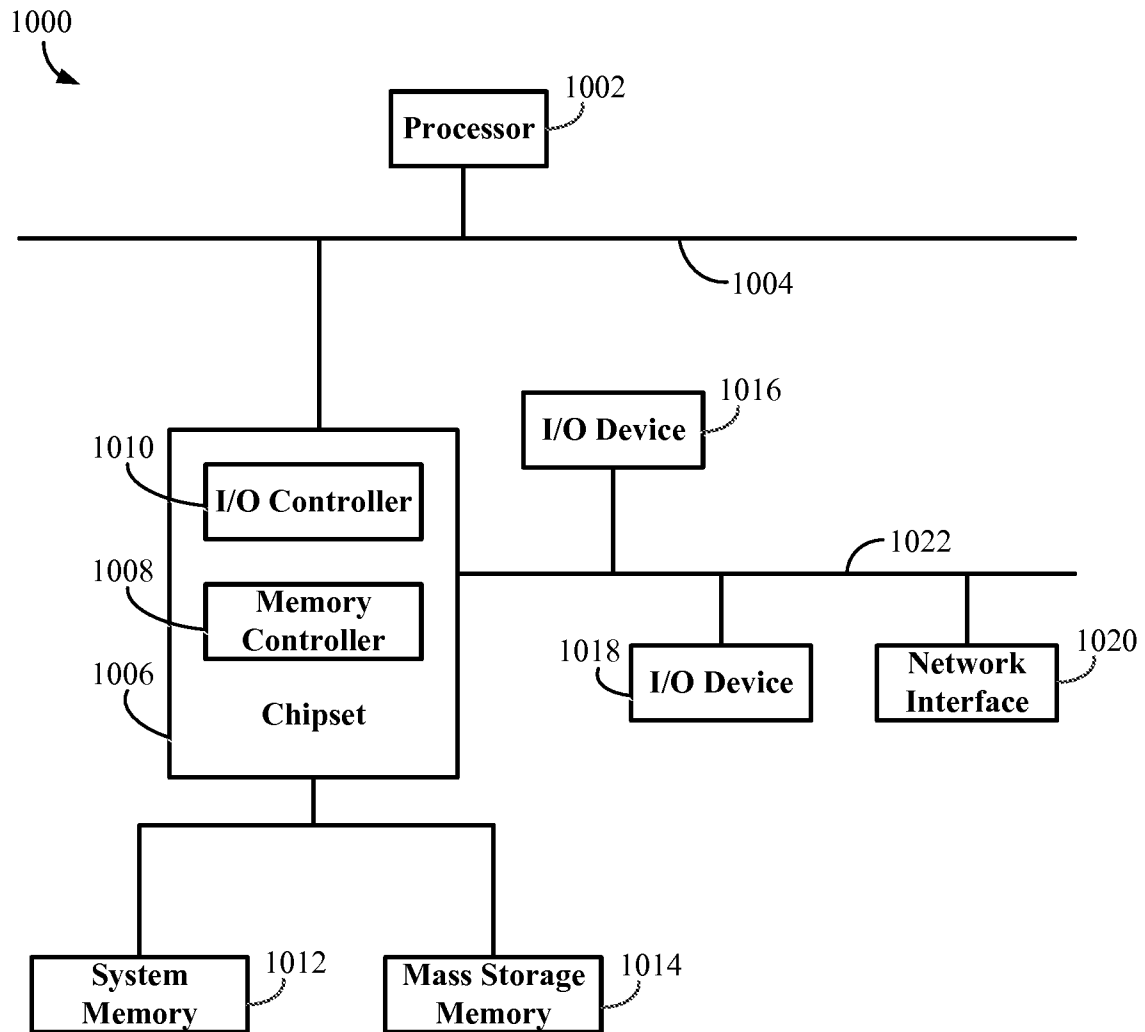 1000
1002
Processor
1004
1016
I/O Device
1010
I/O Controller
1022
1008
Memory
Controller
1018
I/O Device
1020
Network
Interface
1006
Chipset
1012
System
Memory
1014
Mass Storage
Memory